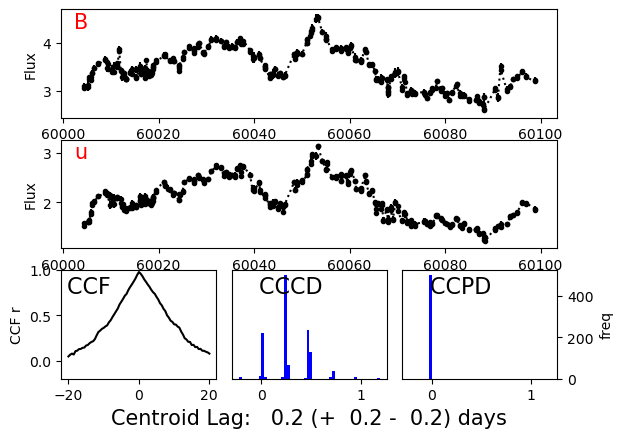 B
Flux
4
3
60000 60020 60040 60060 60080 60100
u
Flux
3
2
60000 60020 60040 60060 60080 60100
CCF CCCD CCPD
CCF r
1.0
0.5
0.0
400
200
0
freq
−20 0 20 0 1 0 1
Centroid Lag: 0.2 (+ 0.2 - 0.2) days